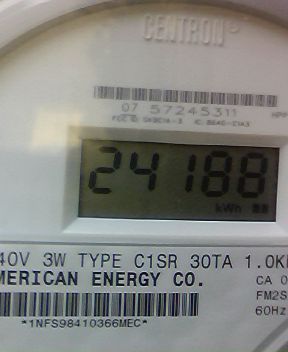 CENTRON®
07 57245311
24188
kWh
40V 3W TYPE C1SR 30TA 1.0K
MERICAN ENERGY CO.
CA 0
FM2S
60Hz
*1NFS98410366MEC*